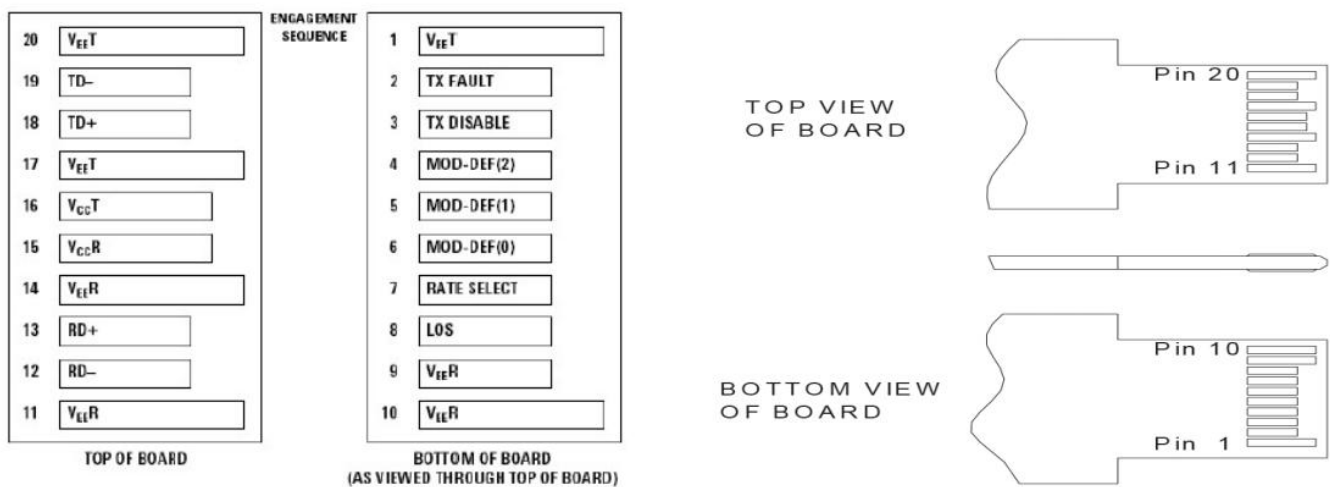 ENGAGEMENT
SEQUENCE
20 VEET
19 TD–
18 TD+
17 VEET
16 VCCT
15 VCCR
14 VEER
13 RD+
12 RD–
11 VEER
TOP OF BOARD
1 VEET
2 TX FAULT
3 TX DISABLE
4 MOD-DEF(2)
5 MOD-DEF(1)
6 MOD-DEF(0)
7 RATE SELECT
8 LOS
9 VEER
10 VEER
BOTTOM OF BOARD
(AS VIEWED THROUGH TOP OF BOARD)
TOP VIEW
OF BOARD
Pin 20
Pin 11
BOTTOM VIEW
OF BOARD
Pin 10
Pin 1